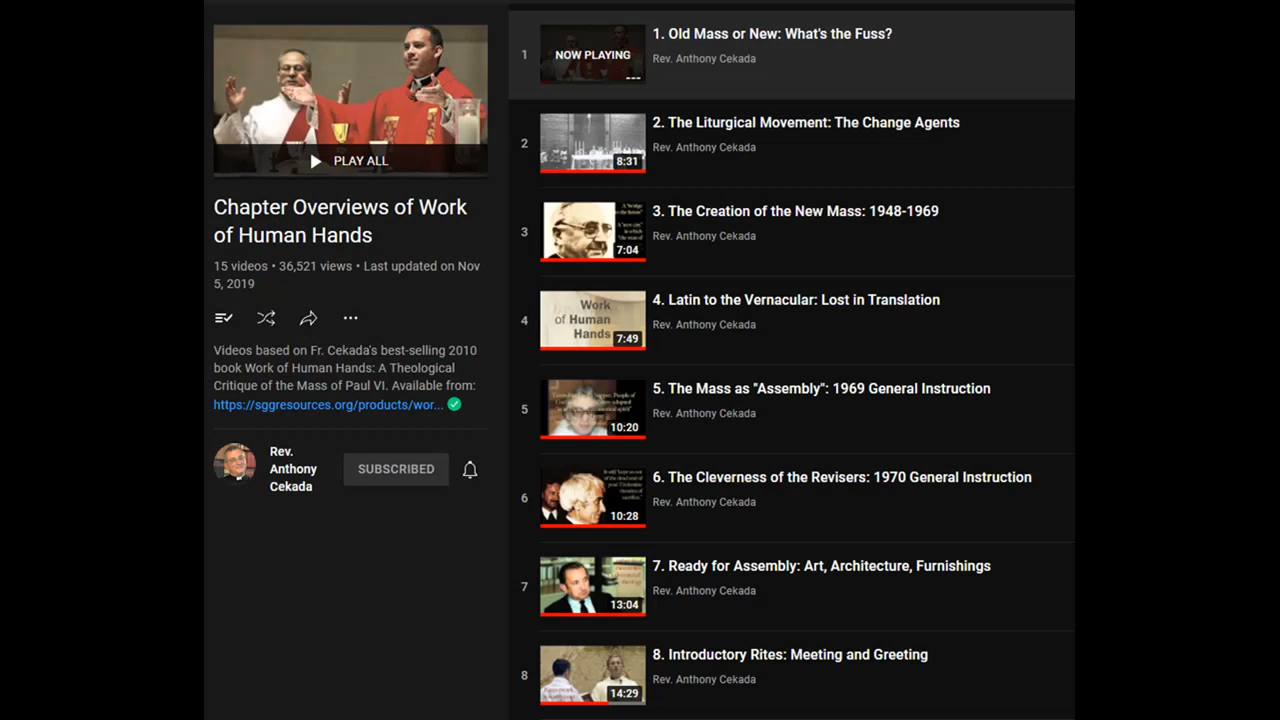 PLAY ALL
Chapter Overviews of Work
of Human Hands
15 videos • 36,521 views • Last updated on Nov
5, 2019
Videos based on Fr. Cekada's best-selling 2010
book Work of Human Hands: A Theological
Critique of the Mass of Paul VI. Available from:
https://sggresources.org/products/wor...
Rev.
Anthony
Cekada
SUBSCRIBED
1
NOW PLAYING
1. Old Mass or New: What's the Fuss?
Rev. Anthony Cekada
2
8:31
2. The Liturgical Movement: The Change Agents
Rev. Anthony Cekada
3
7:04
3. The Creation of the New Mass: 1948-1969
Rev. Anthony Cekada
4
Work
of Human
Hands
7:49
4. Latin to the Vernacular: Lost in Translation
Rev. Anthony Cekada
5
10:20
5. The Mass as "Assembly": 1969 General Instruction
Rev. Anthony Cekada
6
10:28
6. The Cleverness of the Revisers: 1970 General Instruction
Rev. Anthony Cekada
7
13:04
7. Ready for Assembly: Art, Architecture, Furnishings
Rev. Anthony Cekada
8
14:29
8. Introductory Rites: Meeting and Greeting
Rev. Anthony Cekada